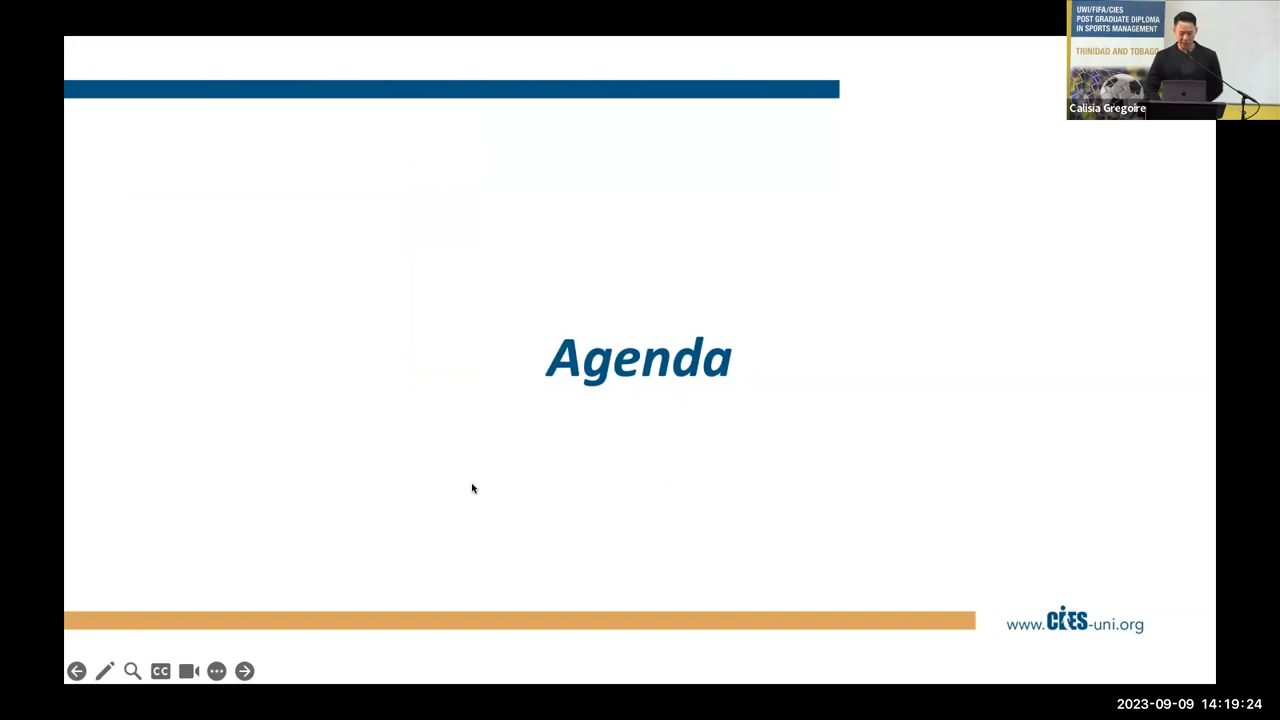 UWI/FIFA/CIES
POST GRADUATE DIPLOMA
IN SPORTS MANAGEMENT
TRINIDAD AND TOBAGO
Calisia Gregoire
Agenda
www.CIES-uni.org
CC
2023-09-09 14:19:24